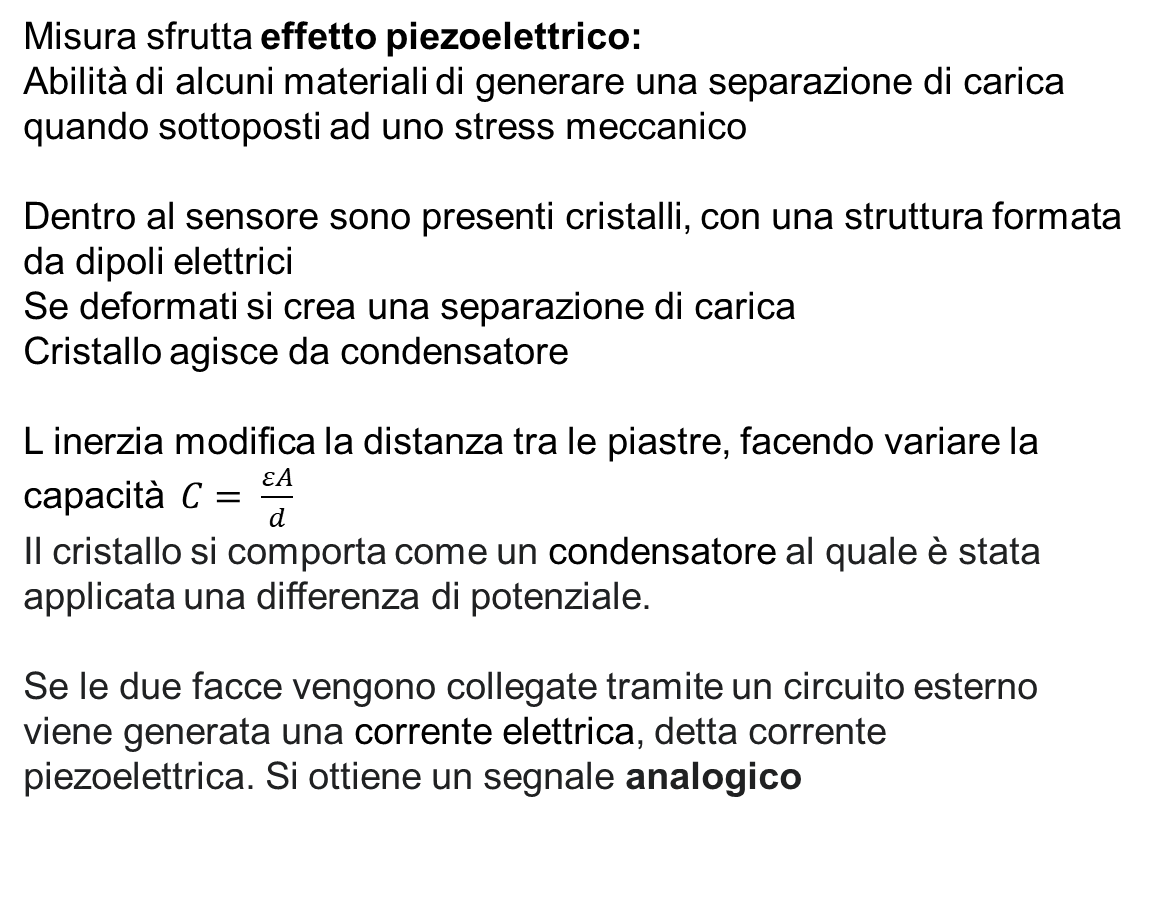 Misura sfrutta effetto piezoelettrico:
Abilità di alcuni materiali di generare una separazione di carica
quando sottoposti ad uno stress meccanico
Dentro al sensore sono presenti cristalli, con una struttura formata
da dipoli elettrici
Se deformati si crea una separazione di carica
Cristallo agisce da condensatore
L inerzia modifica la distanza tra le piastre, facendo variare la
capacità C = εA/d
Il cristallo si comporta come un condensatore al quale è stata
applicata una differenza di potenziale.
Se le due facce vengono collegate tramite un circuito esterno
viene generata una corrente elettrica, detta corrente
piezoelettrica. Si ottiene un segnale analogico